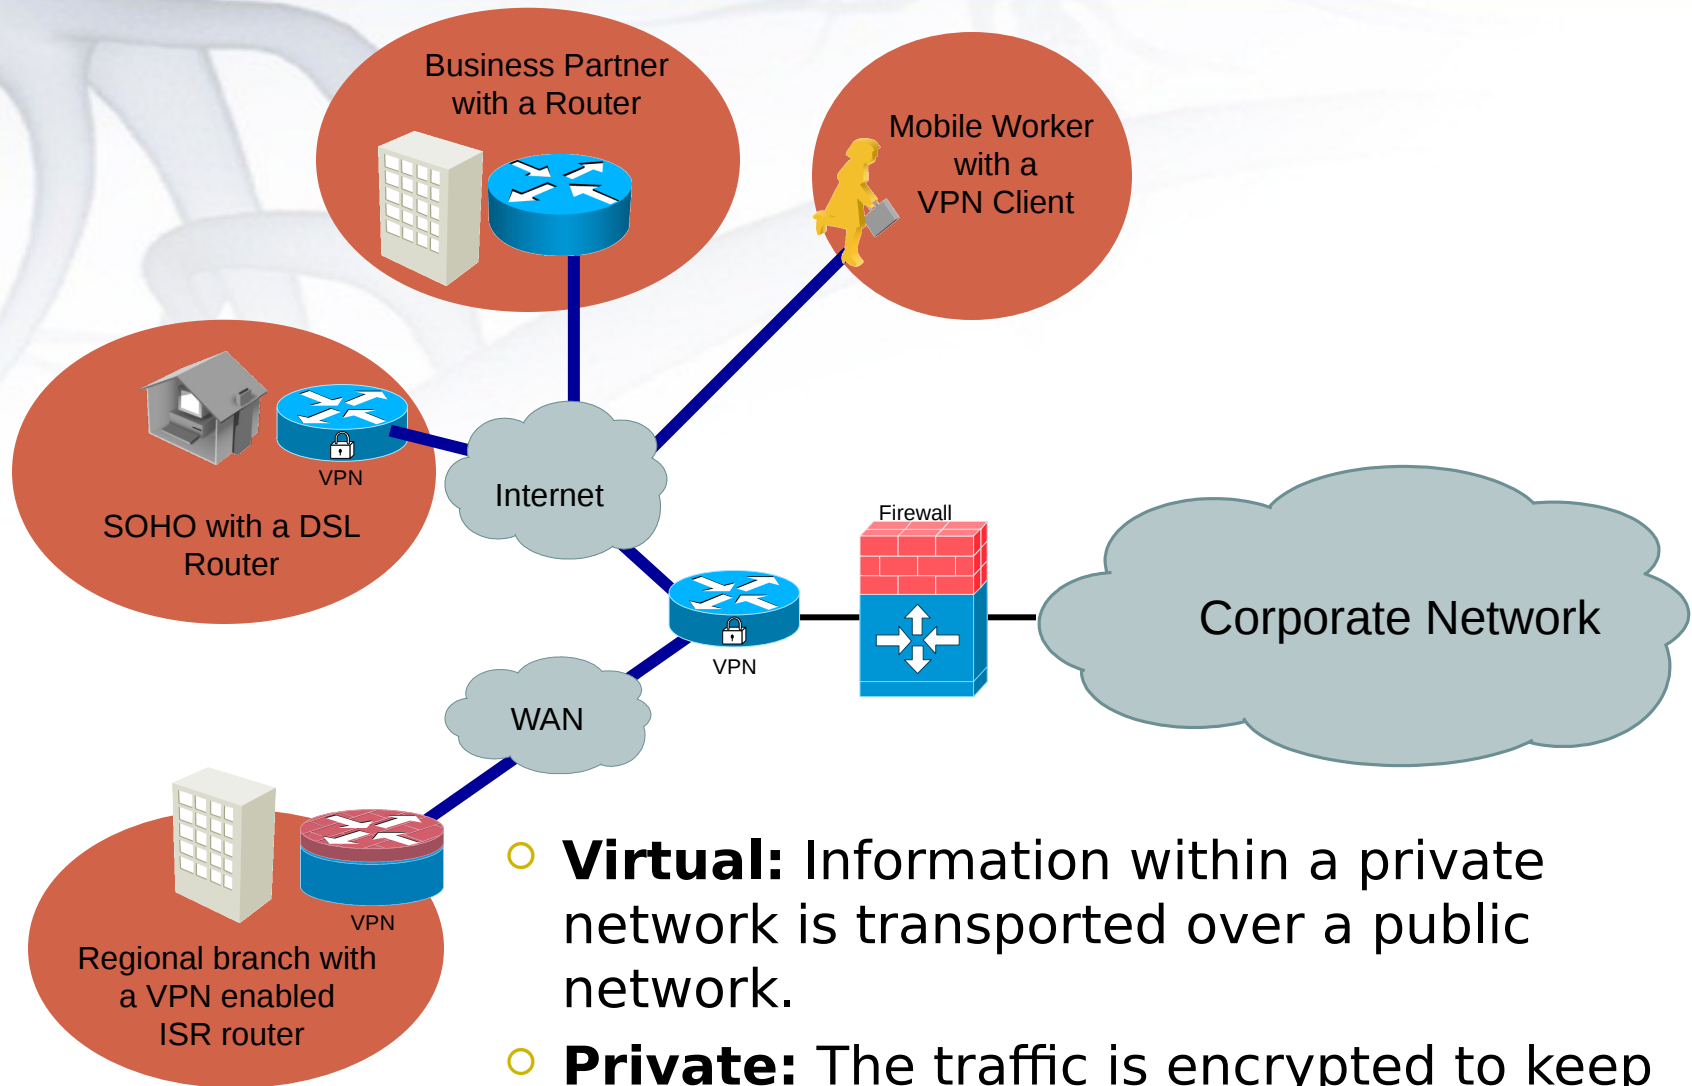 Business Partner
with a Router
Mobile Worker
with a
VPN Client
VPN
SOHO with a DSL
Router
Internet
Firewall
VPN
Corporate Network
WAN
VPN
Regional branch with
a VPN enabled
ISR router
Virtual: Information within a private
network is transported over a public
network.
Private: The traffic is encrypted to keep